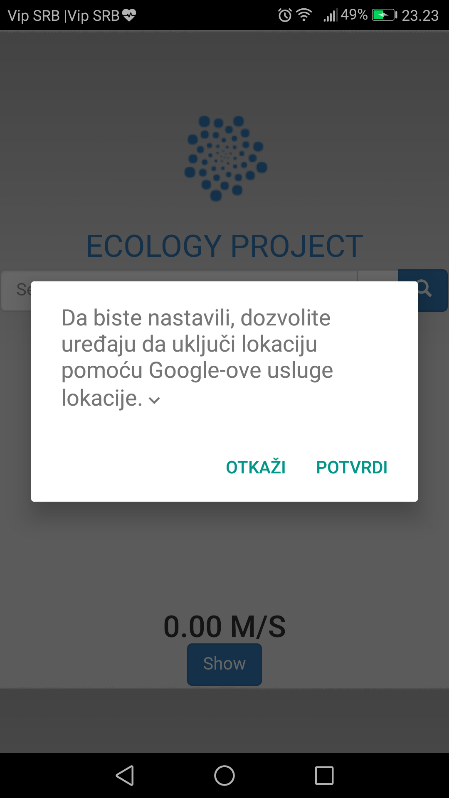 Vip SRB |Vip SRB 49% 23.23
ECOLOGY PROJECT
Da biste nastavili, dozvolite
uređaju da uključi lokaciju
pomoću Google-ove usluge
lokacije.
OTKAŽI POTVRDI
0.00 M/S
Show